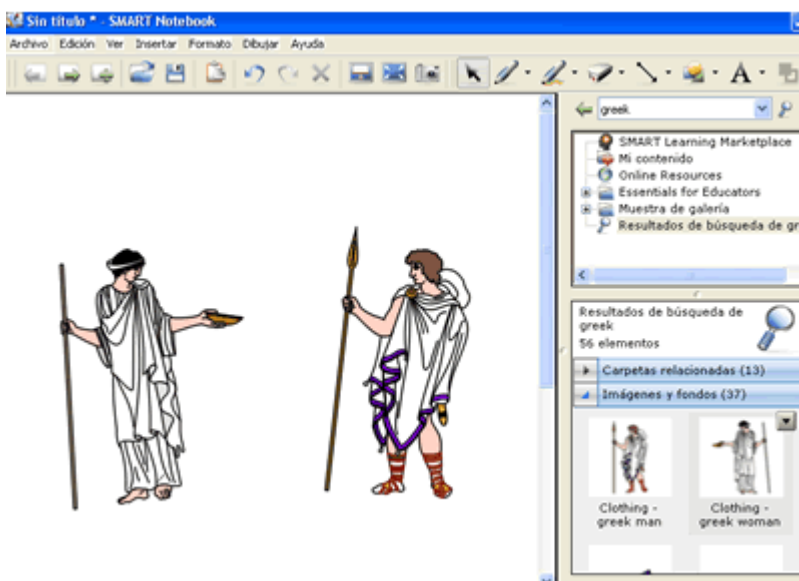 Sin título * - SMART Notebook
Archivo Edición Ver Insertar Formato Dibujar Ayuda
A
greek
SMART Learning Marketplace
Mi contenido
Online Resources
Essentials for Educators
Muestra de galería
Resultados de búsqueda de gr
Resultados de búsqueda de
greek
56 elementos
Carpetas relacionadas (13)
Imágenes y fondos (37)
Clothing -
greek man
Clothing -
greek woman